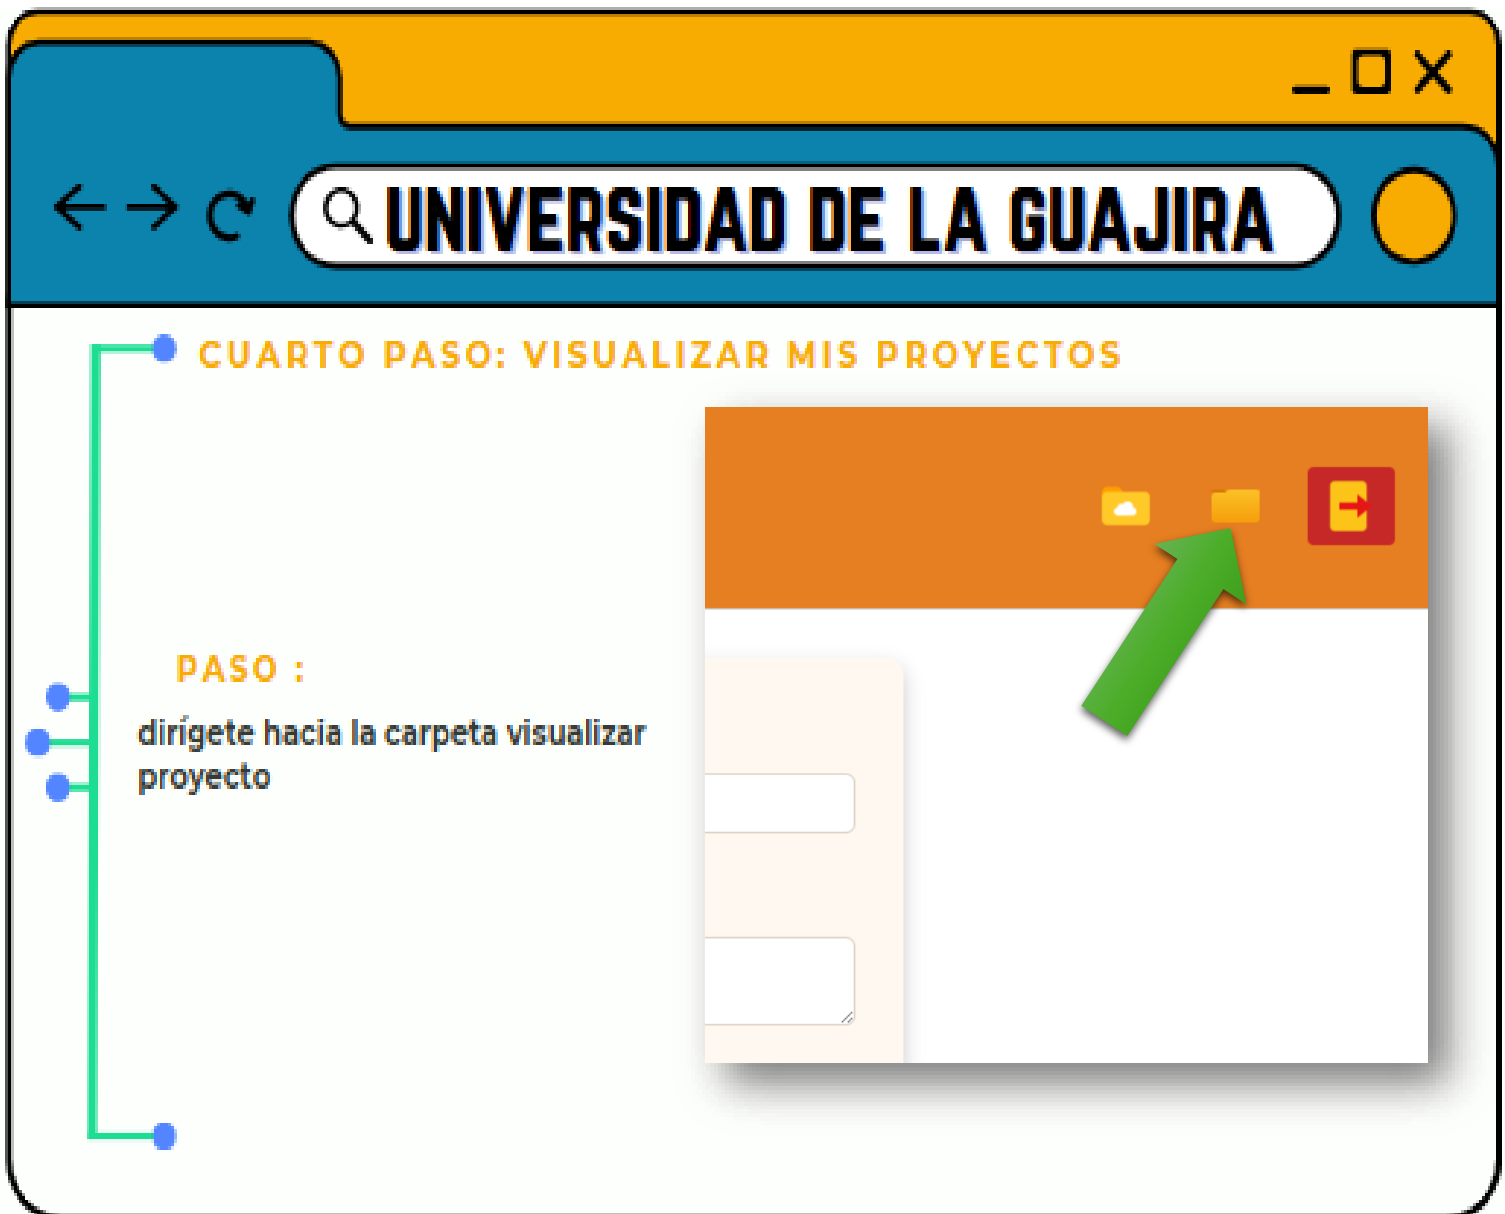 UNIVERSIDAD DE LA GUAJIRA
CUARTO PASO: VISUALIZAR MIS PROYECTOS
PASO :
dirígete hacia la carpeta visualizar
proyecto